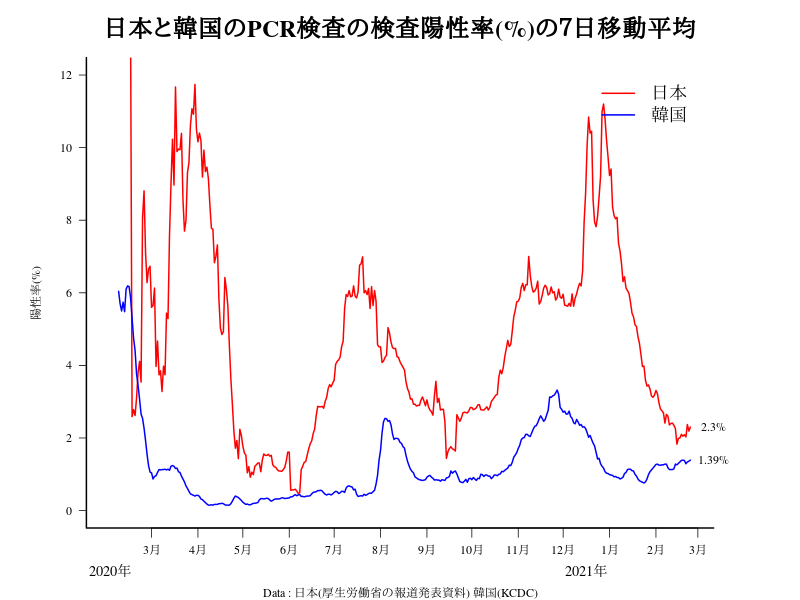 日本と韓国のPCR検査の検査陽性率(%)の7日移動平均
日本
韓国
陽性率(%)
12
10
8
6
4
2
0
2.3%
1.39%
3月 4月 5月 6月 7月 8月 9月 10月 11月 12月 1月 2月 3月
2020年 2021年
Data : 日本(厚生労働省の報道発表資料) 韓国(KCDC)